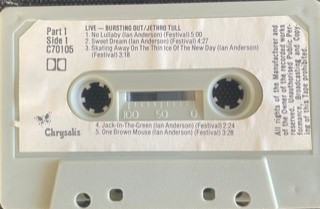 Part 1
Side 1
C70105
LIVE — BURSTING OUT/JETHRO TULL
1. No Lullaby (Ian Anderson) (Festival) 5:00
2. Sweet Dream (Ian Anderson) (Festival) 4:27
3. Skating Away On The Thin Ice Of The New Day (Ian Anderson)
(Festival) 3:18
100 50 0
Chrysalis
4. Jack-In-The-Green (Ian Anderson) (Festival) 2:24
5. One Brown Mouse (Ian Anderson) (Festival) 3:28
All rights of the Manufacturer and
of the Owner of the recorded works
reserved. Unauthorised Public Per-
formance, Broadcasting and Copy-
ing of this Tape prohibited.